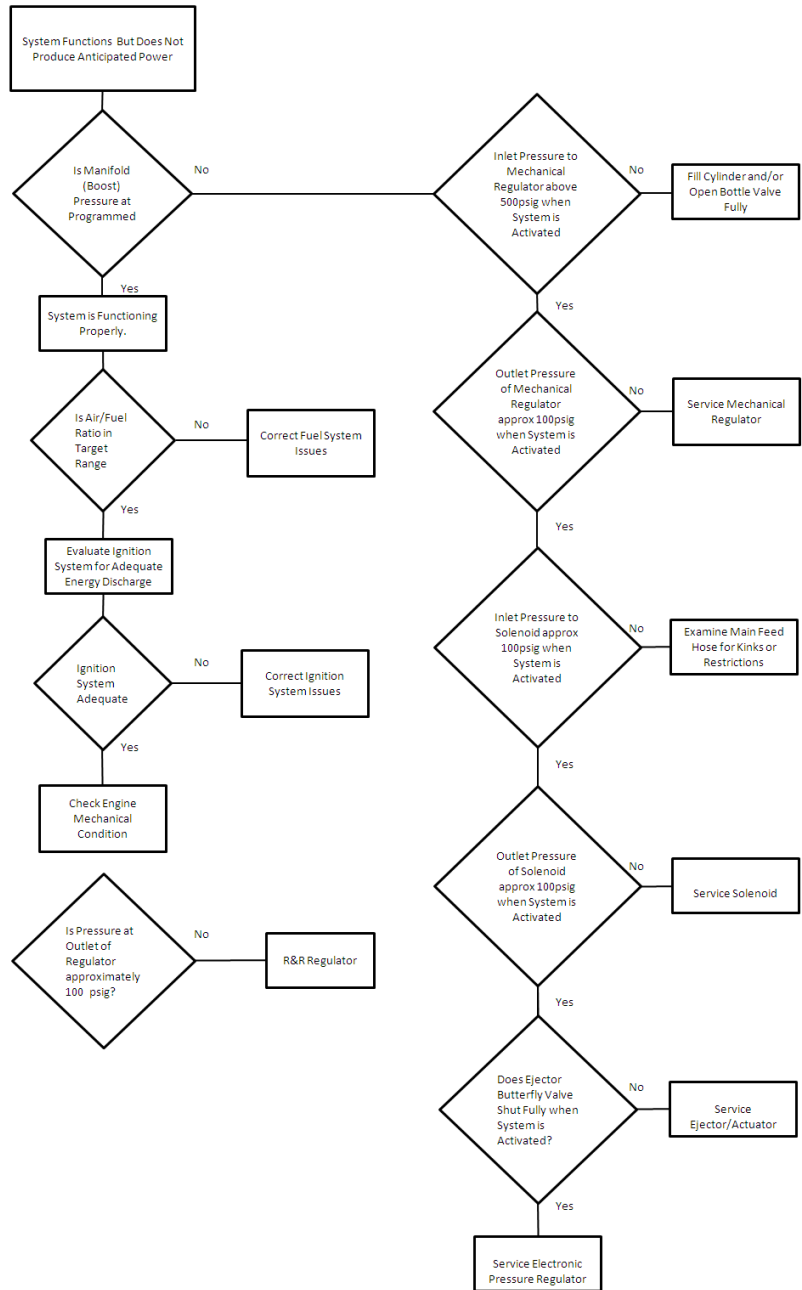 System Functions But Does Not
Produce Anticipated Power
Is Manifold
(Boost)
Pressure at
Programmed
No
Yes
System is Functioning
Properly.
Is Air/Fuel
Ratio in
Target
Range
No
Correct Fuel System
Issues
Yes
Evaluate Ignition
System for Adequate
Energy Discharge
Ignition
System
Adequate
No
Correct Ignition
System Issues
Yes
Check Engine
Mechanical
Condition
Is Pressure at
Outlet of
Regulator
approximately
100 psig?
No
R&R Regulator
Inlet Pressure to
Mechanical
Regulator above
500psig when
System is
Activated
No
Fill Cylinder and/or
Open Bottle Valve
Fully
Yes
Outlet Pressure
of Mechanical
Regulator
approx 100psig
when System is
Activated
No
Service Mechanical
Regulator
Yes
Inlet Pressure to
Solenoid approx
100psig when
System is
Activated
No
Examine Main Feed
Hose for Kinks or
Restrictions
Yes
Outlet Pressure
of Solenoid
approx 100psig
when System is
Activated
No
Service Solenoid
Yes
Does Ejector
Butterfly Valve
Shut Fully when
System is
Activated?
No
Service
Ejector/Actuator
Yes
Service Electronic
Pressure Regulator